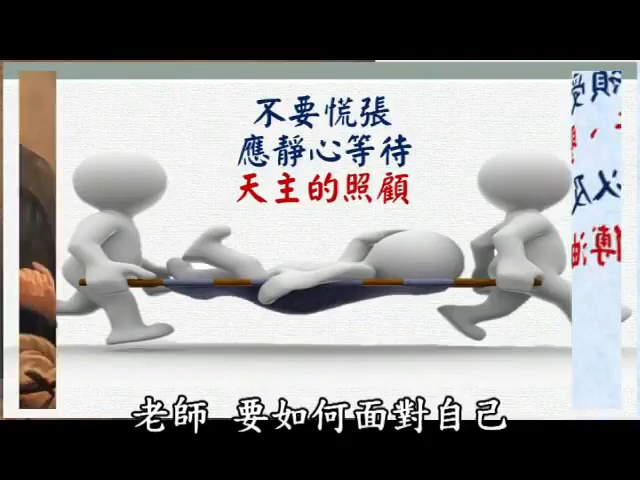 不要慌張
應靜心等待
天主的照顧
老師 要如何面對自己